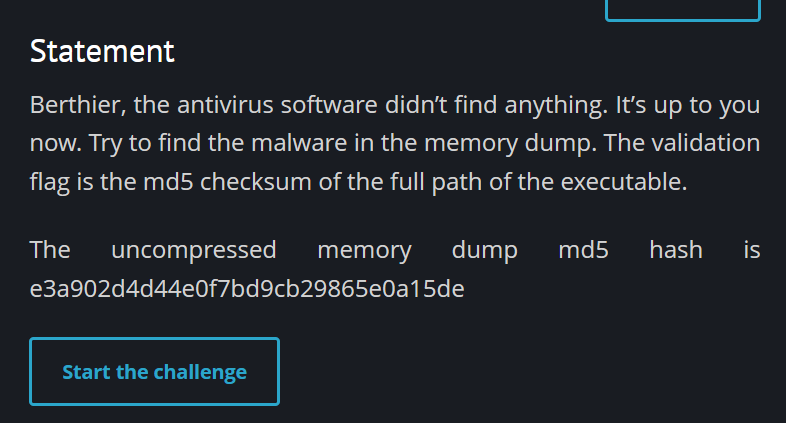 Statement
Berthier, the antivirus software didn’t find anything. It’s up to you
now. Try to find the malware in the memory dump. The validation
flag is the md5 checksum of the full path of the executable.
The uncompressed memory dump md5 hash is
e3a902d4d44e0f7bd9cb29865e0a15de
Start the challenge